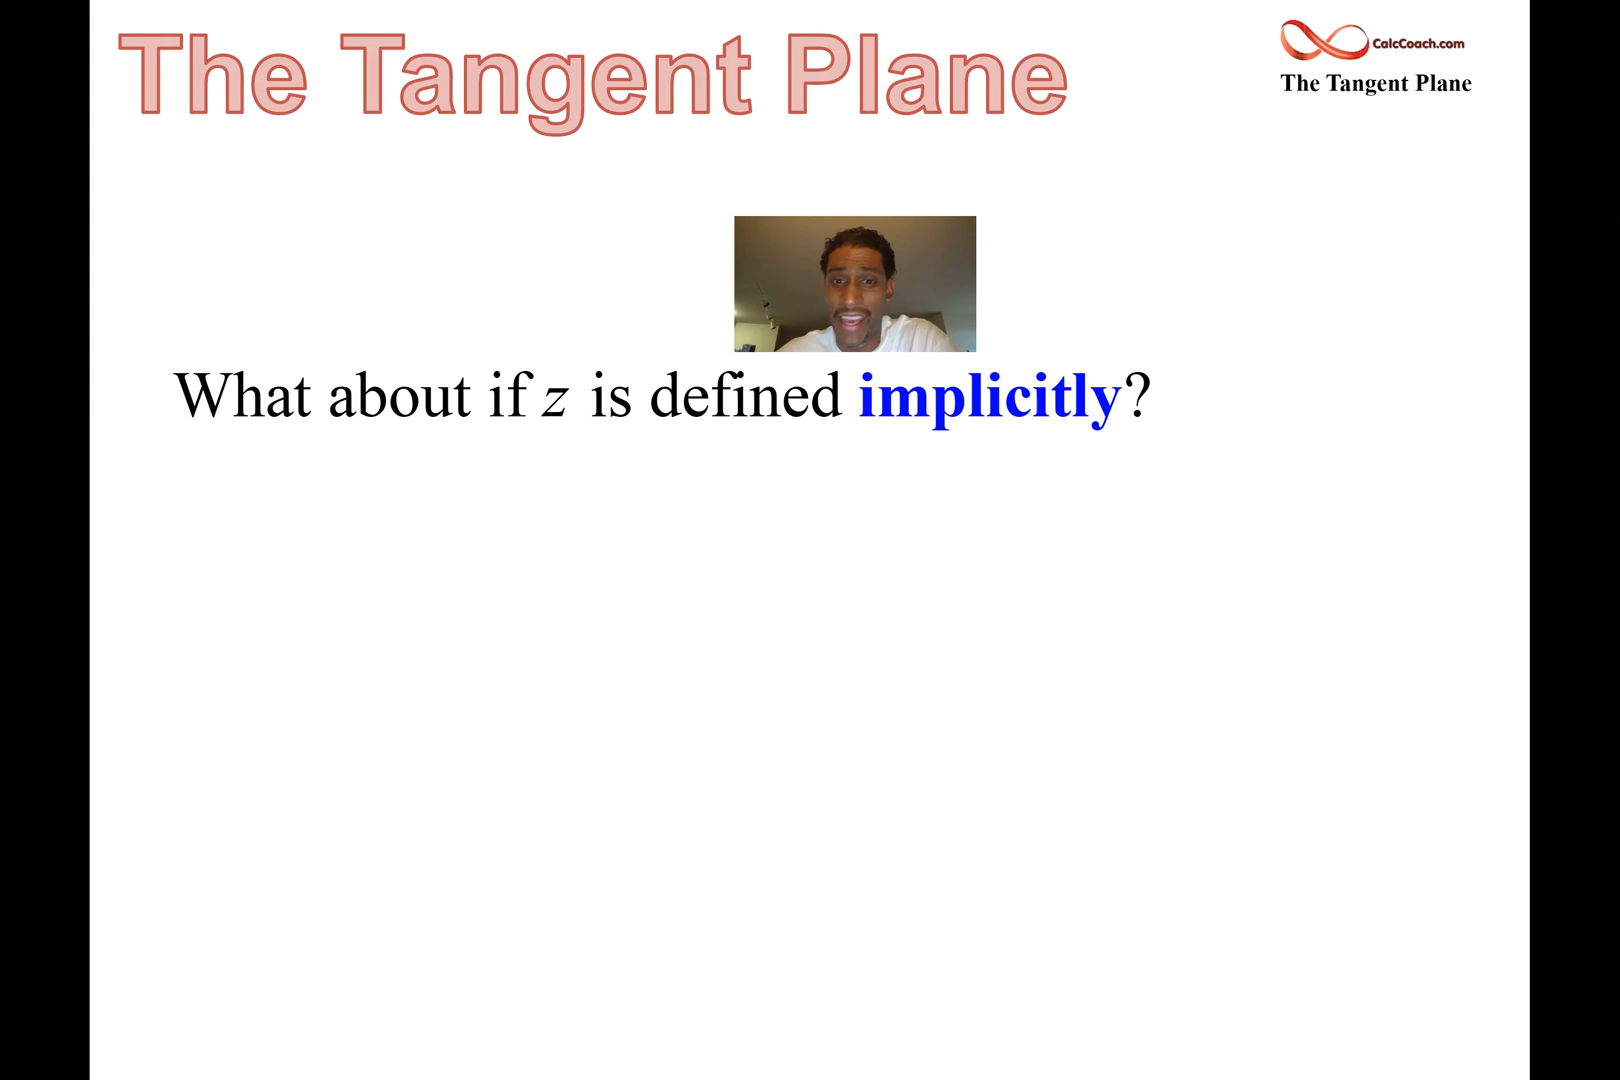 The Tangent Plane
CalcCoach.com
The Tangent Plane
What about if z is defined implicitly?